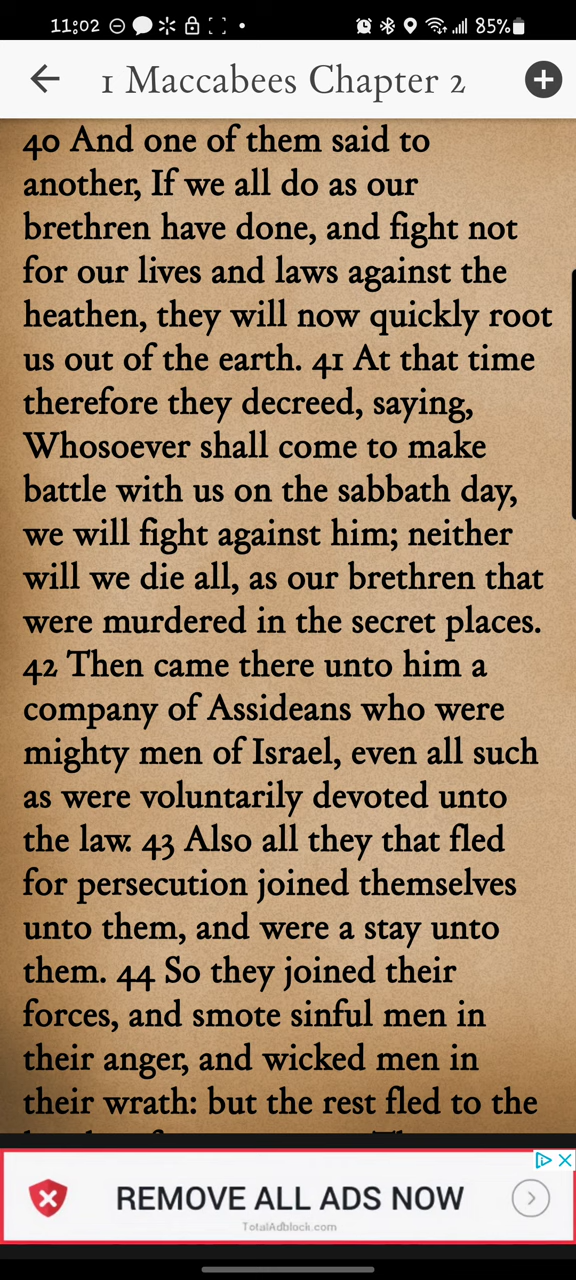 11:02
85%
1 Maccabees Chapter 2
40 And one of them said to
another, If we all do as our
brethren have done, and fight not
for our lives and laws against the
heathen, they will now quickly root
us out of the earth. 41 At that time
therefore they decreed, saying,
Whosoever shall come to make
battle with us on the sabbath day,
we will fight against him; neither
will we die all, as our brethren that
were murdered in the secret places.
42 Then came there unto him a
company of Assideans who were
mighty men of Israel, even all such
as were voluntarily devoted unto
the law. 43 Also all they that fled
for persecution joined themselves
unto them, and were a stay unto
them. 44 So they joined their
forces, and smote sinful men in
their anger, and wicked men in
their wrath: but the rest fled to the
REMOVE ALL ADS NOW
TotalAdblock.com